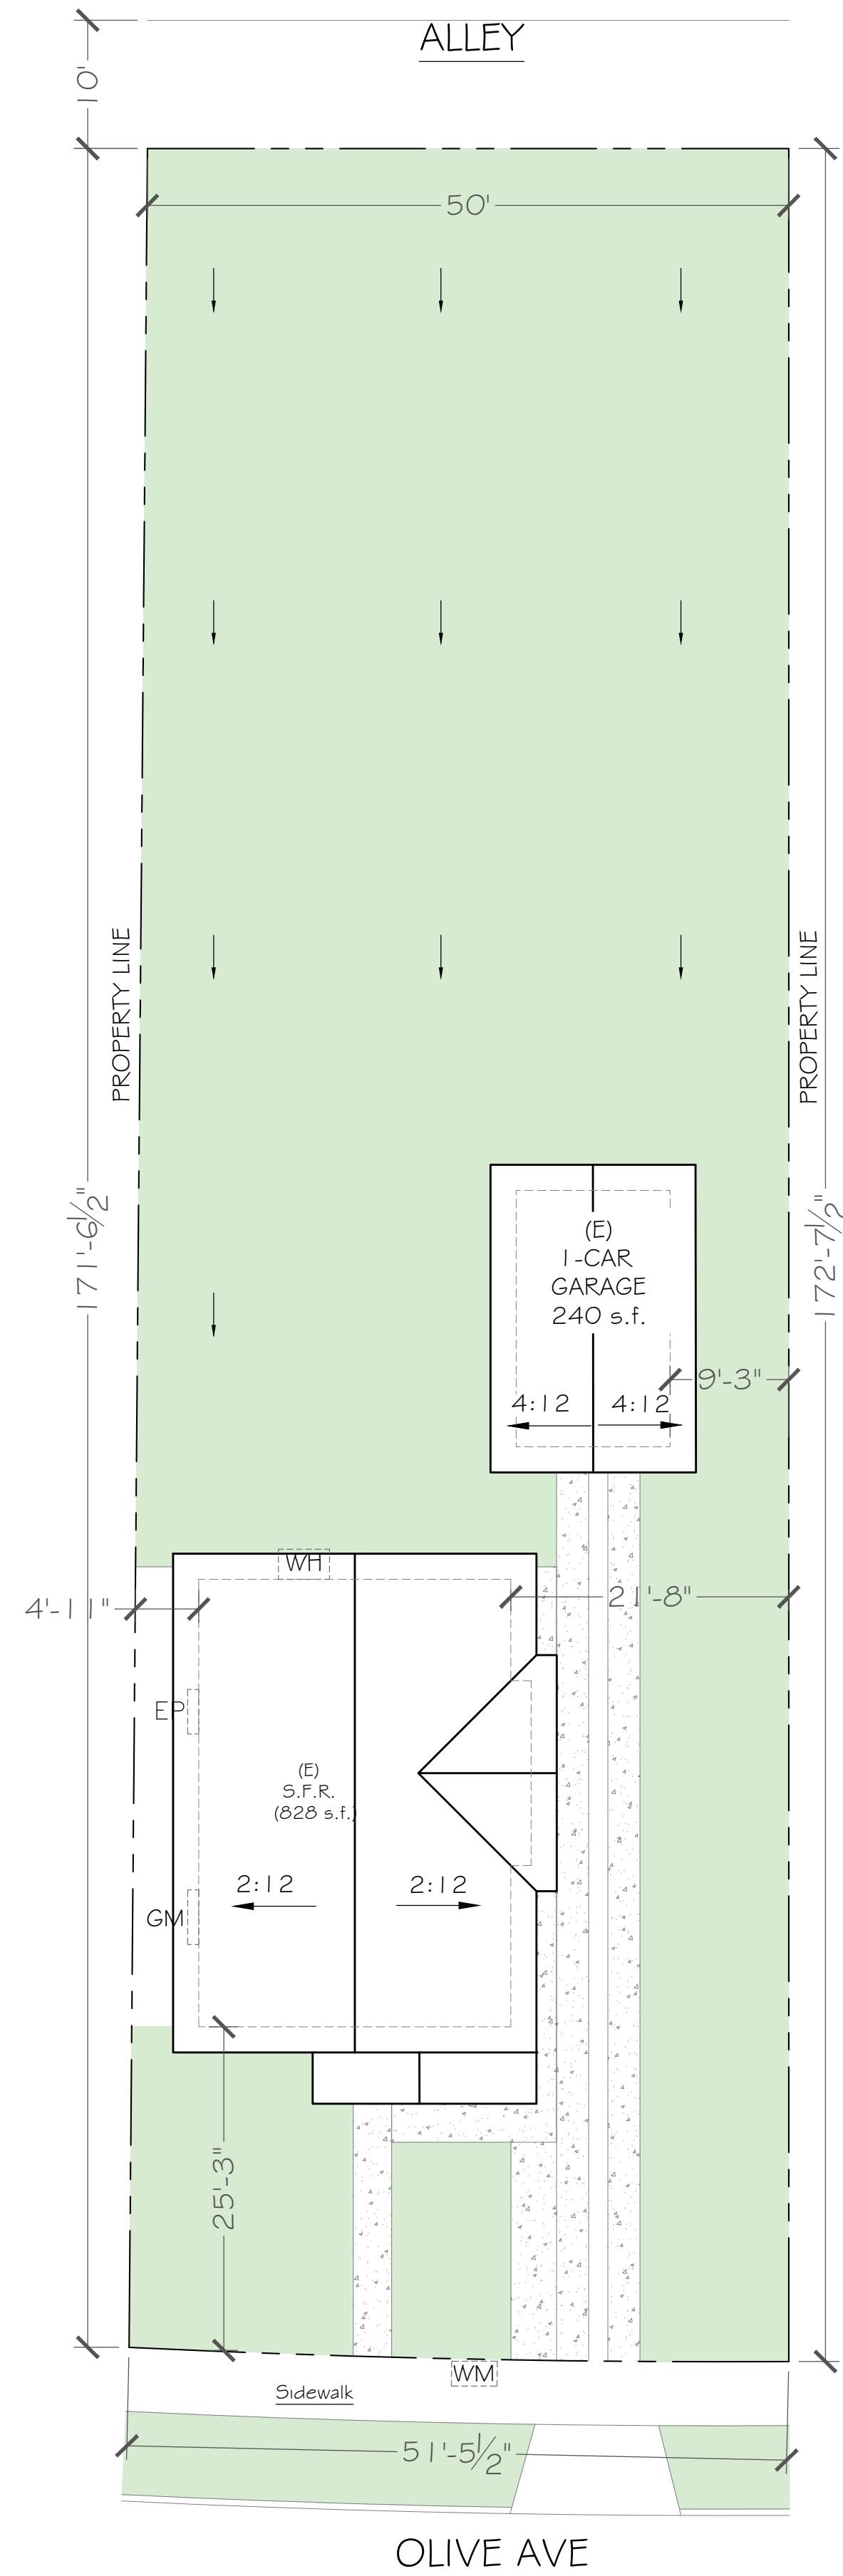 ALLEY
10'
50'
PROPERTY LINE
PROPERTY LINE
171'-6½"
172'-7½"
(E)
1-CAR
GARAGE
240 s.f.
9'-3"
4:12
4:12
WH
21'-8"
4'-11"
EP
(E)
S.F.R.
(828 s.f.)
2:12
2:12
GM
25'-3"
WM
Sidewalk
51'-5½"
OLIVE AVE